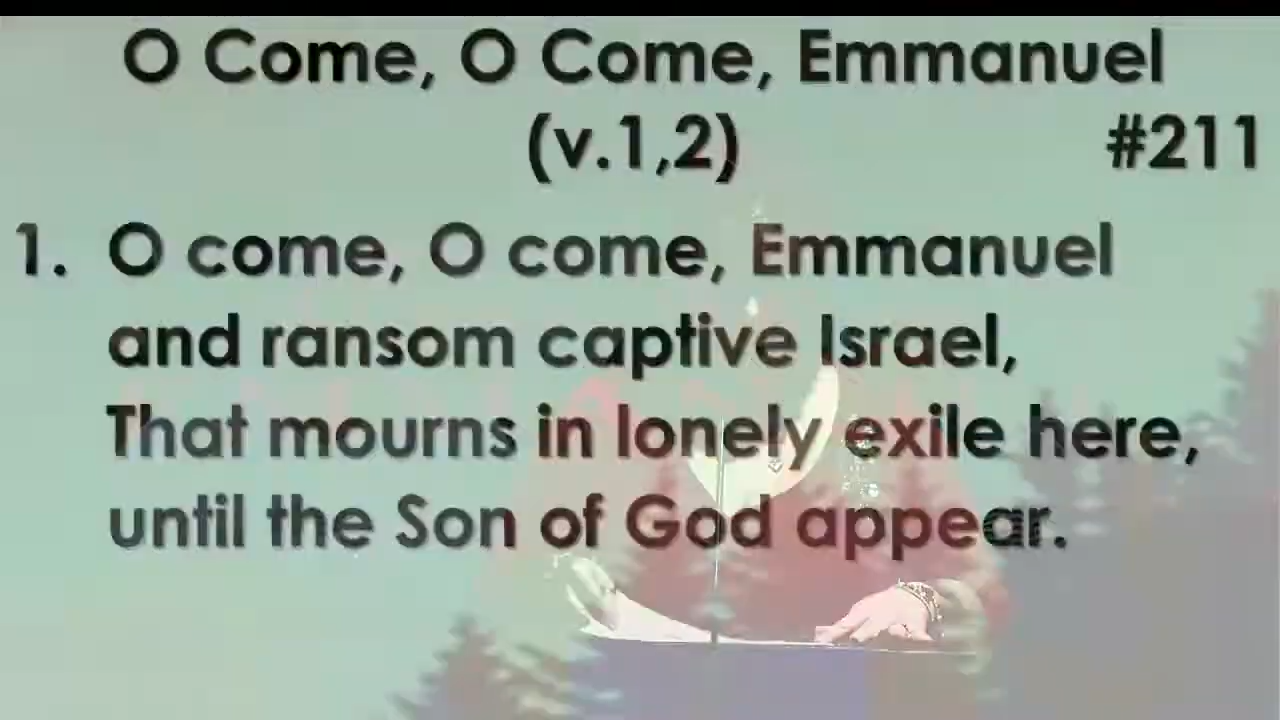 O Come, O Come, Emmanuel
(v.1,2) #211
1. O come, O come, Emmanuel
and ransom captive Israel,
That mourns in lonely exile here,
until the Son of God appear.